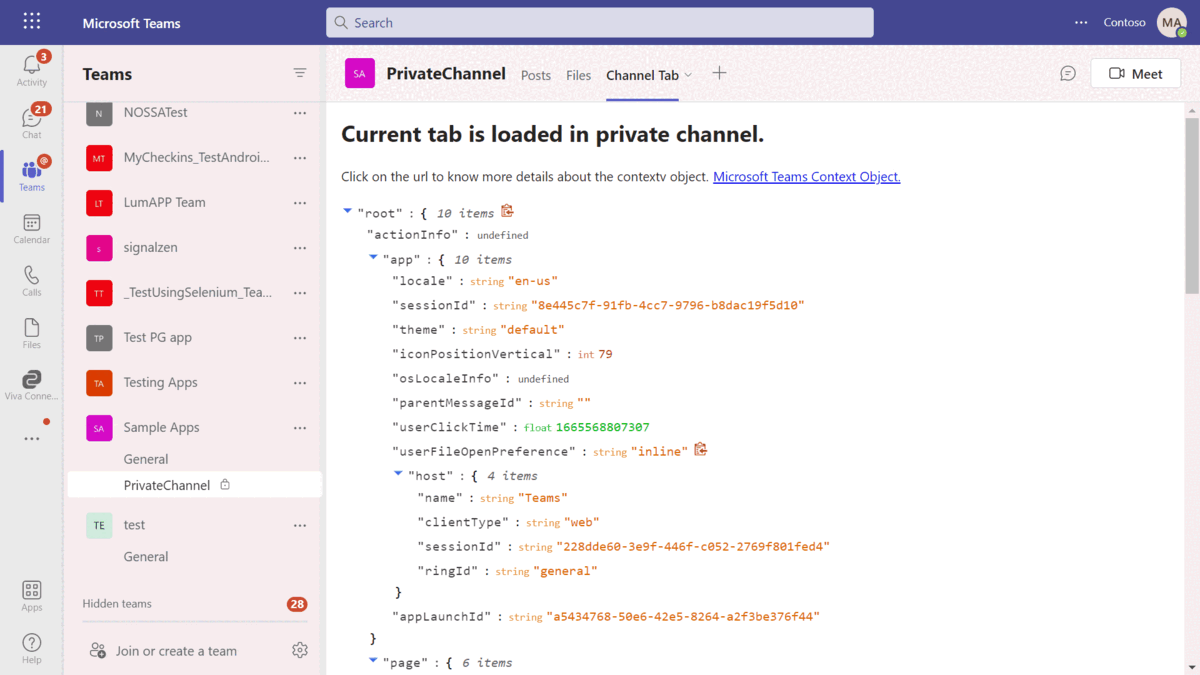 Microsoft Teams
Search
Contoso
MA
3
Activity
21
Chat
@
Teams
Calendar
Calls
Files
Viva Conne...
Apps
Help
Teams
N NOSSATest
MT MyCheckins_TestAndroi...
LT LumAPP Team
s signalzen
TT _TestUsingSelenium_Tea...
TP Test PG app
TA Testing Apps
SA Sample Apps
General
PrivateChannel
TE test
General
Hidden teams 28
Join or create a team
SA PrivateChannel Posts Files Channel Tab
Meet
Current tab is loaded in private channel.
Click on the url to know more details about the contextv object. Microsoft Teams Context Object.
"root" : { 10 items
"actionInfo" : undefined
"app" : { 10 items
"locale" : string "en-us"
"sessionId" : string "8e445c7f-91fb-4cc7-9796-b8dac19f5d10"
"theme" : string "default"
"iconPositionVertical" : int 79
"osLocaleInfo" : undefined
"parentMessageId" : string ""
"userClickTime" : float 1665568807307
"userFileOpenPreference" : string "inline"
"host" : { 4 items
"name" : string "Teams"
"clientType" : string "web"
"sessionId" : string "228dde60-3e9f-446f-c052-2769f801fed4"
"ringId" : string "general"
}
"appLaunchId" : string "a5434768-50e6-42e5-8264-a2f3be376f44"
}
"page" : { 6 items